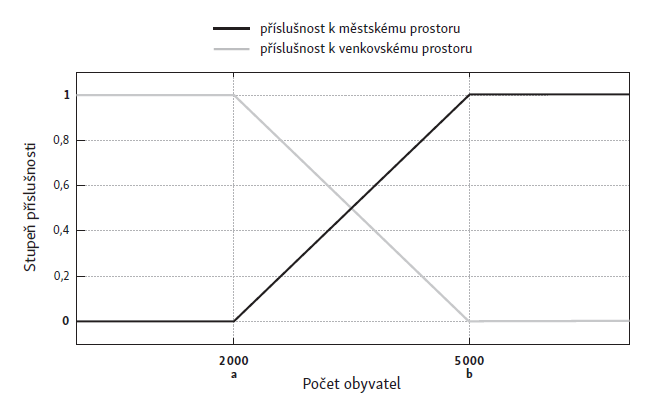 příslušnost k městskému prostoru
příslušnost k venkovskému prostoru
Stupeň příslušnosti
1
0,8
0,6
0,4
0,2
0
2000
5000
a
b
Počet obyvatel